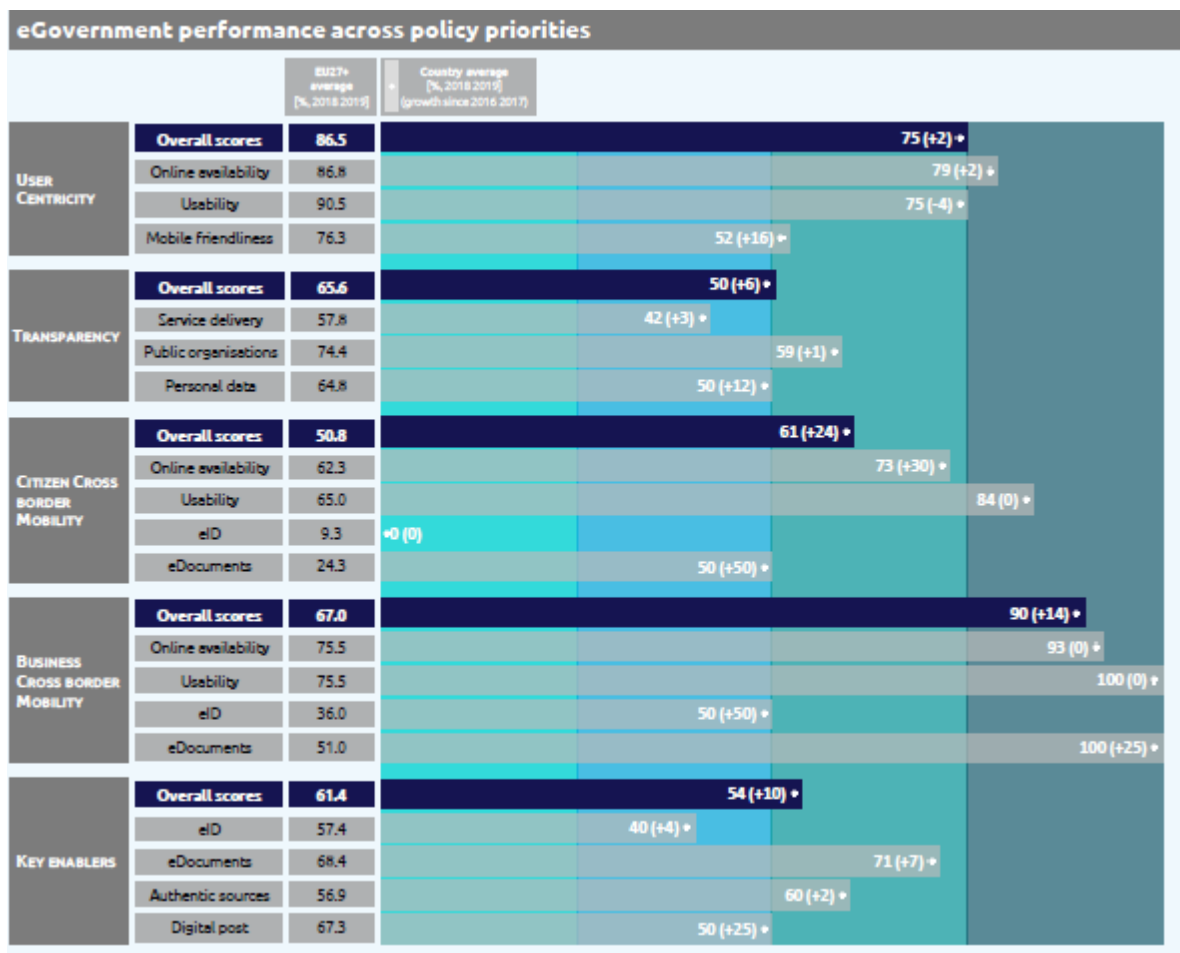 eGovernment performance across policy priorities
EU27+
average
[%, 2018 2019]
Country average
[%, 2018 2019]
(growth since 2016 2017)
USER
CENTRICITY
Overall scores 86.5 75 (+2)
Online availability 86.8 79 (+2)
Usability 90.5 75 (-4)
Mobile friendliness 76.3 52 (+16)
TRANSPARENCY
Overall scores 65.6 50 (+6)
Service delivery 57.8 42 (+3)
Public organisations 74.4 59 (+1)
Personal data 64.8 50 (+12)
CITIZEN CROSS
BORDER
MOBILITY
Overall scores 50.8 61 (+24)
Online availability 62.3 73 (+30)
Usability 65.0 84 (0)
eID 9.3 0 (0)
eDocuments 24.3 50 (+50)
BUSINESS
CROSS BORDER
MOBILITY
Overall scores 67.0 90 (+14)
Online availability 75.5 93 (0)
Usability 75.5 100 (0)
eID 36.0 50 (+50)
eDocuments 51.0 100 (+25)
KEY ENABLERS
Overall scores 61.4 54 (+10)
eID 57.4 40 (+4)
eDocuments 68.4 71 (+7)
Authentic sources 56.9 60 (+2)
Digital post 67.3 50 (+25)